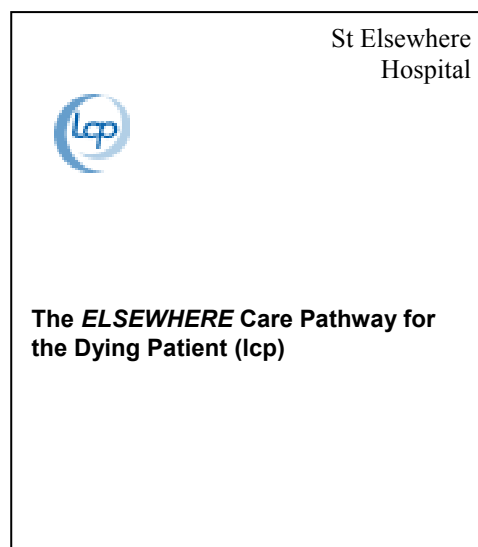 St Elsewhere
Hospital
lcp
The ELSEWHERE Care Pathway for
the Dying Patient (lcp)